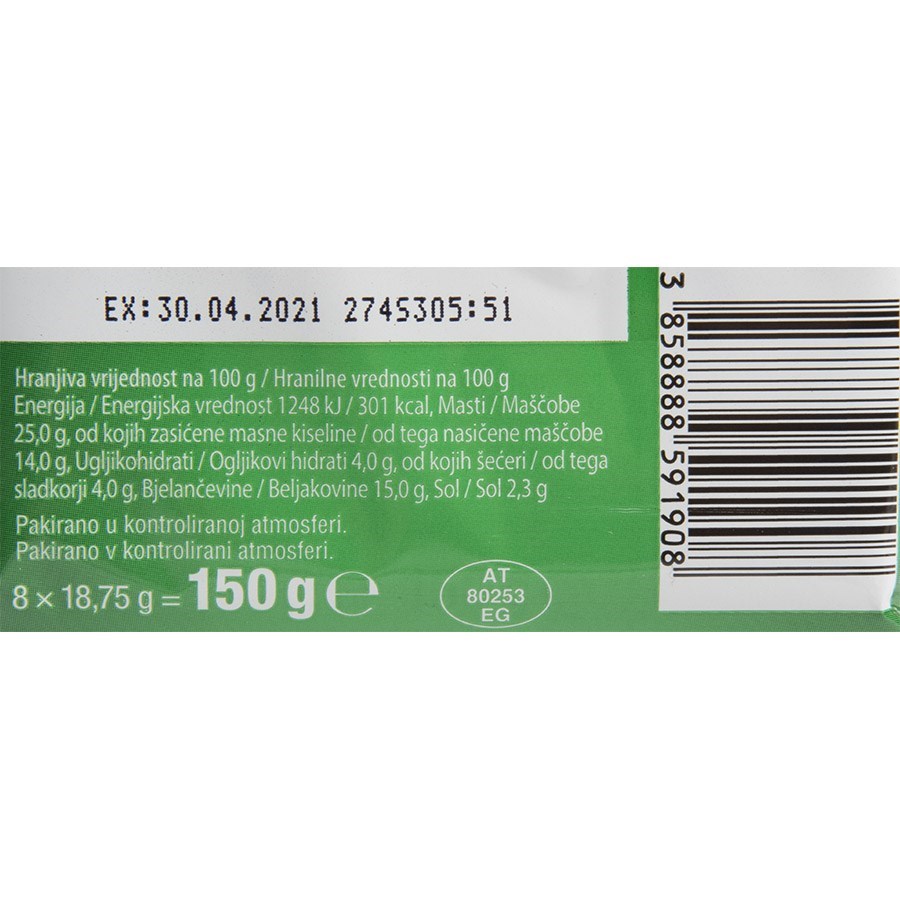 EX:30.04.2021 2745305:51
Hranjiva vrijednost na 100 g / Hranilne vrednosti na 100 g
Energija / Energijska vrednost 1248 kJ / 301 kcal, Masti / Maščobe
25,0 g, od kojih zasićene masne kiseline / od tega nasičene maščobe
14,0 g, Ugljikohidrati / Ogljikovi hidrati 4,0 g, od kojih šećeri / od tega
sladkorji 4,0 g, Bjelančevine / Beljakovine 15,0 g, Sol / Sol 2,3 g
Pakirano u kontroliranoj atmosferi.
Pakirano v kontrolirani atmosferi.
8 × 18,75 g = 150 g ℮
AT
80253
EG
3 858888 591908